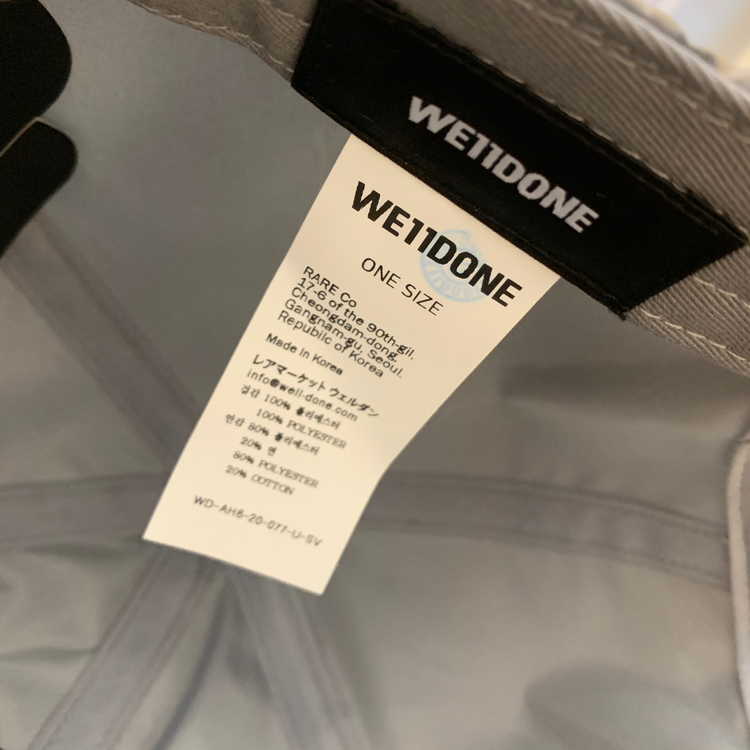 WE11DONE
WE11DONE
ONE SIZE
RARE Co
17-6 of the 90th-gil.
Cheongdam-dong.
Gangnam-gu, Seoul.
Republic of Korea
Made in Korea
レアマーケット ウェルダン
info@well-done.com
겉감 100% 폴리에스터
100% POLYESTER
안감 80% 폴리에스터
20% 면
80% POLYESTER
20% COTTON
WD-AH6-20-077-U-SV